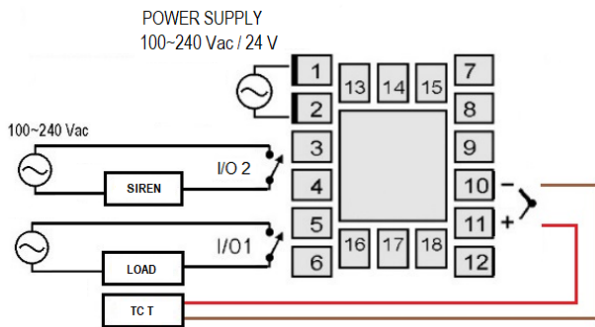 POWER SUPPLY
100~240 Vac / 24 V
1
2
3
4
5
6
13
14
15
16
17
18
7
8
9
10
11
12
100~240 Vac
I/O 2
SIREN
I/O1
LOAD
TC T
−
+